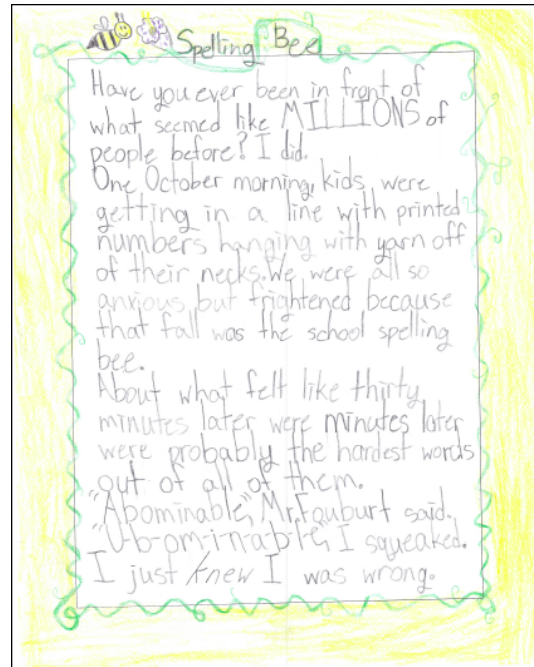 Spelling Bee
Have you ever been in front of
what seemed like MILLIONS of
people before? I did.
One October morning, kids were
getting in a line with printed
numbers hanging with yarn off
of their necks. We were all so
anxious but frightened because
that fall was the school spelling
bee.
About what felt like thirty
minutes later were minutes later
were probably the hardest words
out of all of them.
"Abominable," Mr. Fouburt said.
"U-b-om-i-n-a-b-l-e," I squeaked.
I just knew I was wrong.